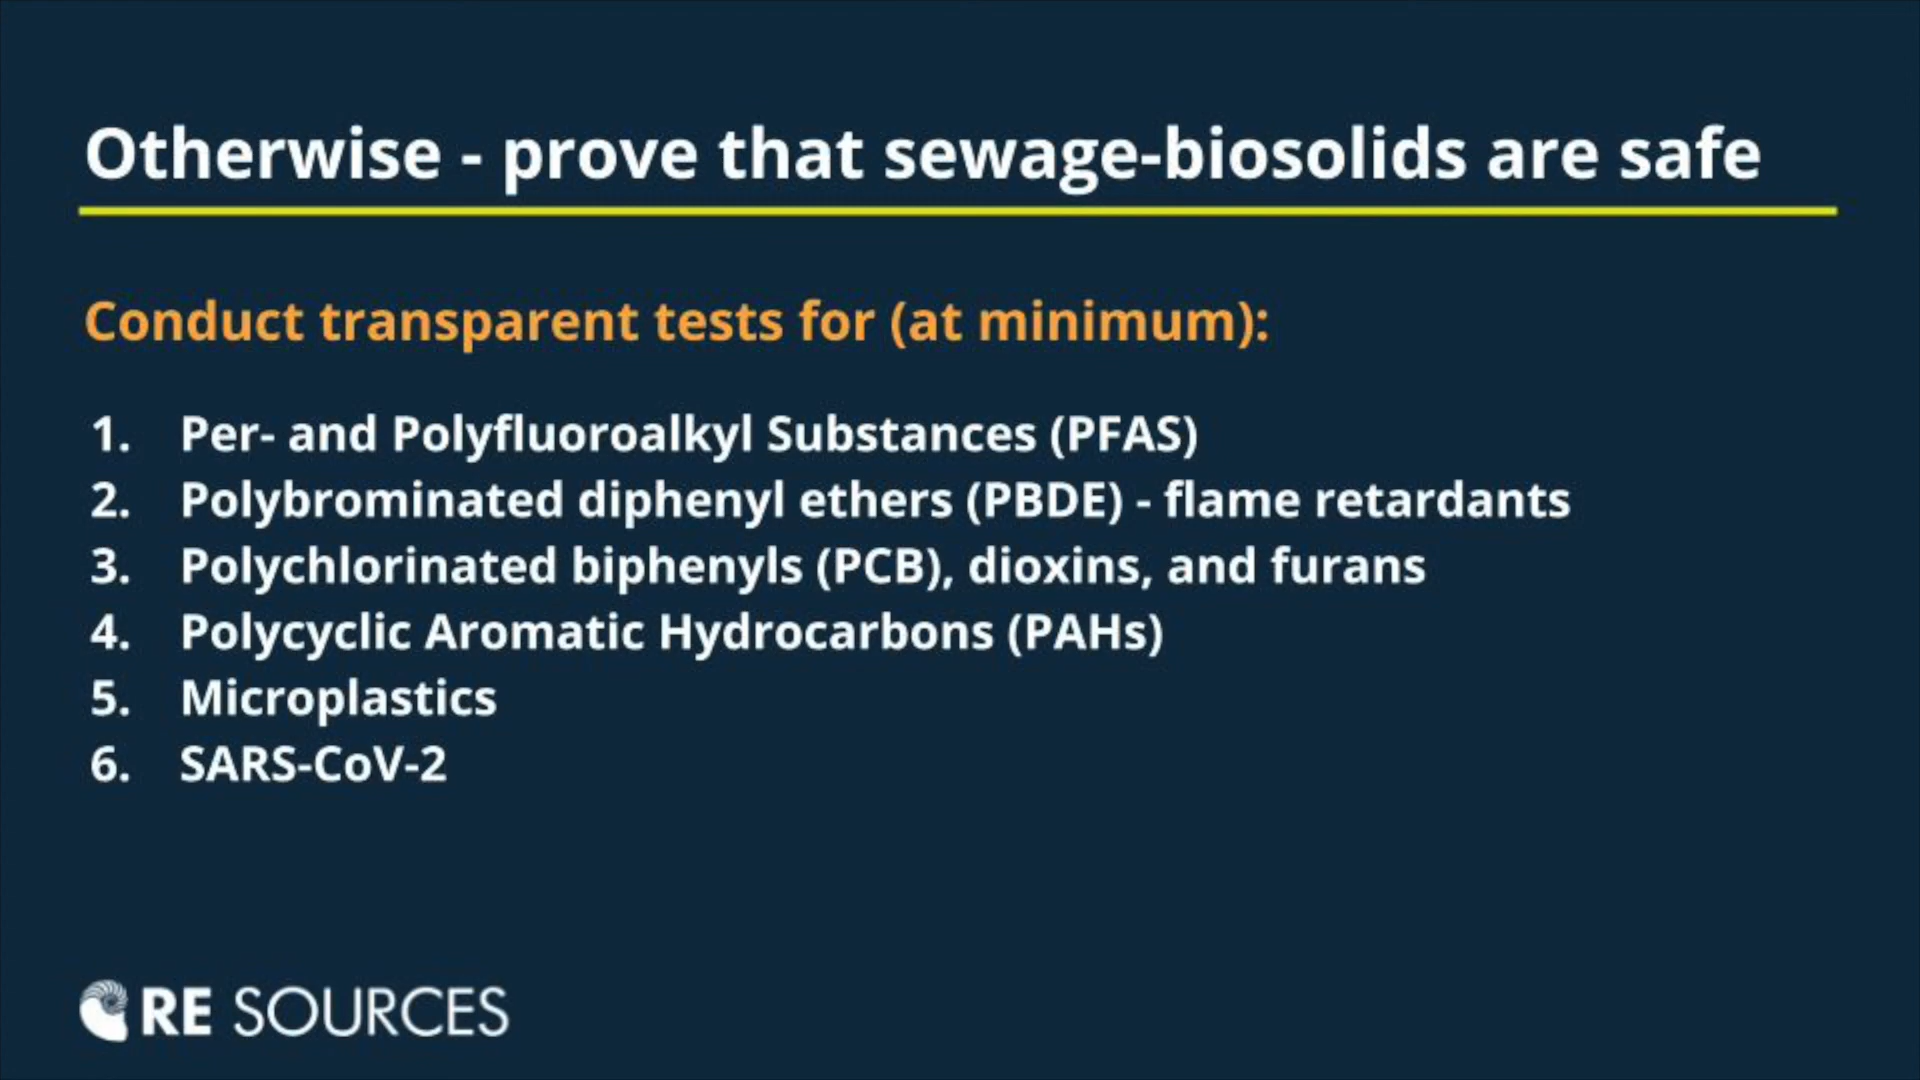 Otherwise - prove that sewage-biosolids are safe
Conduct transparent tests for (at minimum):
1. Per- and Polyfluoroalkyl Substances (PFAS)
2. Polybrominated diphenyl ethers (PBDE) - flame retardants
3. Polychlorinated biphenyls (PCB), dioxins, and furans
4. Polycyclic Aromatic Hydrocarbons (PAHs)
5. Microplastics
6. SARS-CoV-2
RE SOURCES